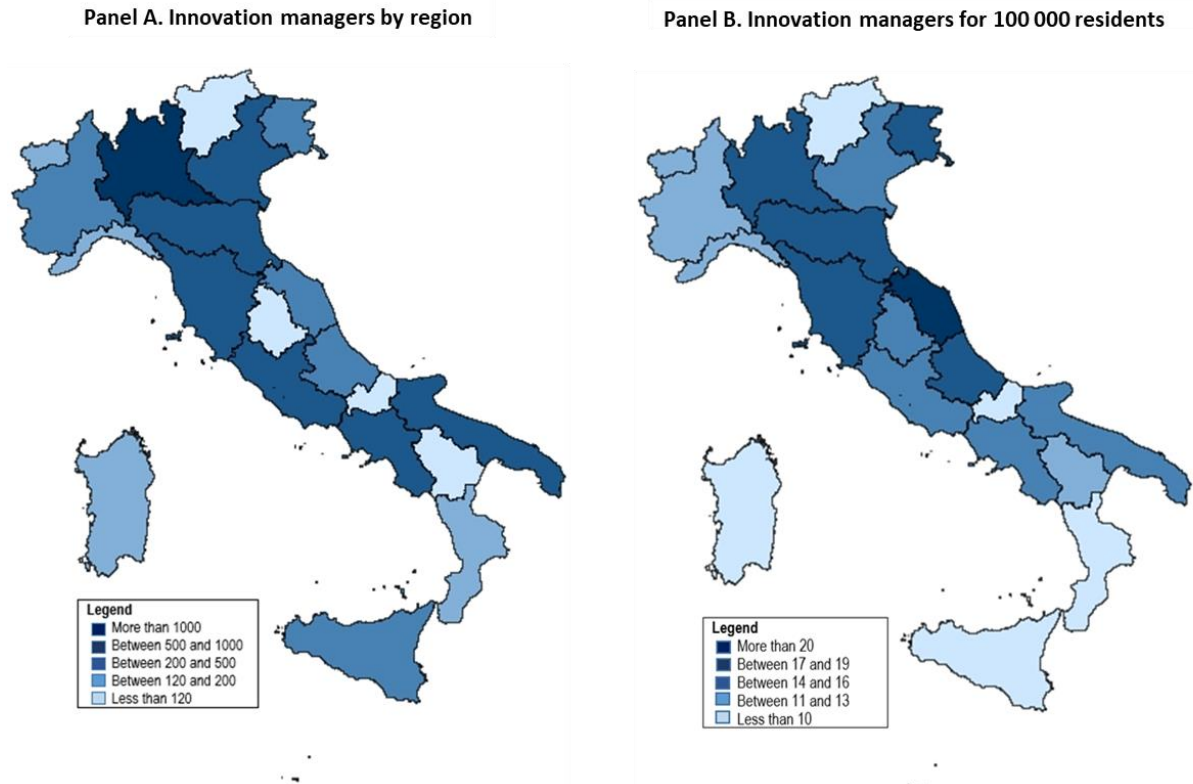 Panel A. Innovation managers by region
Panel B. Innovation managers for 100 000 residents
Legend
More than 1000
Between 500 and 1000
Between 200 and 500
Between 120 and 200
Less than 120
Legend
More than 20
Between 17 and 19
Between 14 and 16
Between 11 and 13
Less than 10